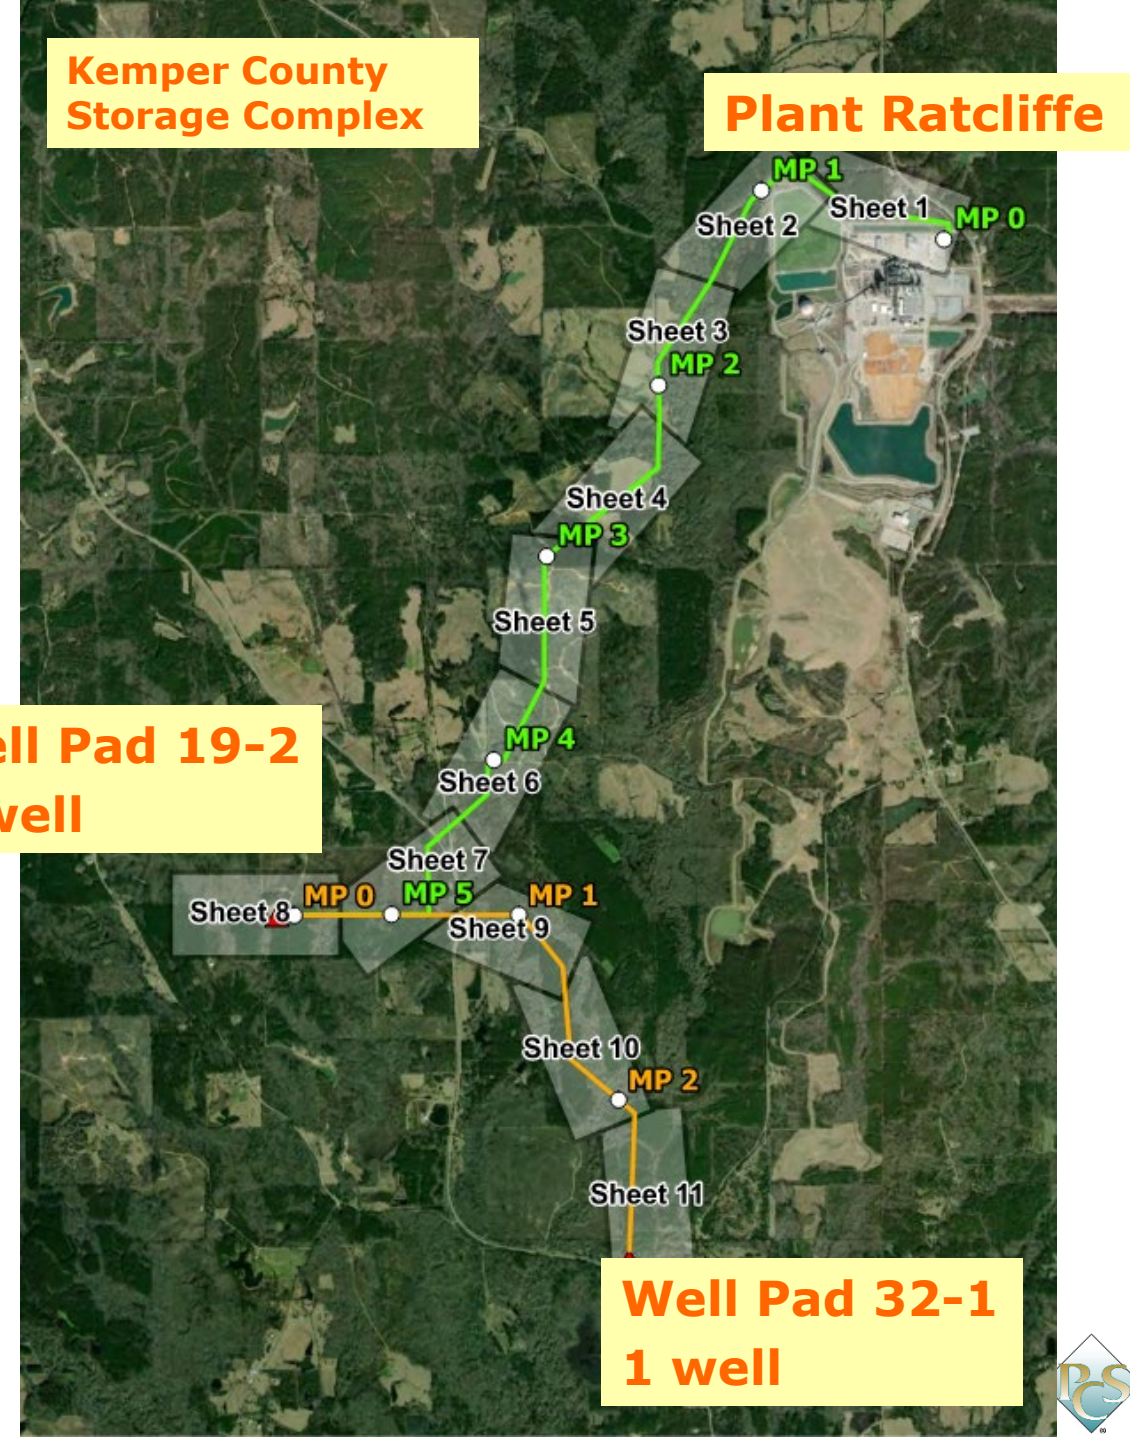 Kemper County
Storage Complex
Plant Ratcliffe
MP 1
Sheet 1
MP 0
Sheet 2
Sheet 3
MP 2
Sheet 4
MP 3
Sheet 5
MP 4
Sheet 6
Pad 19-2
Sheet 7
MP 0
MP 5
MP 1
Sheet 8
Sheet 9
Sheet 10
MP 2
Sheet 11
Well Pad 32-1
1 well
PCS
®